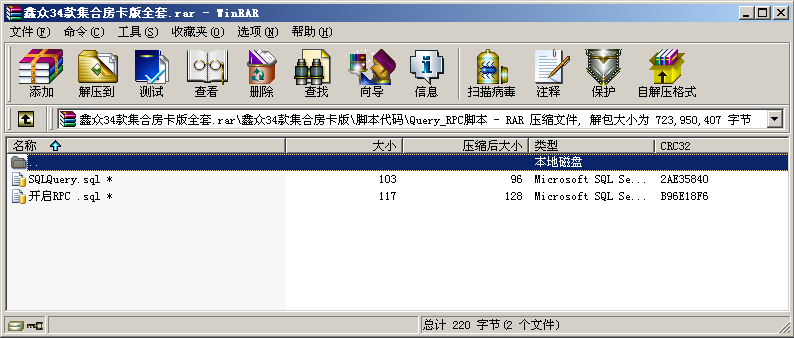 鑫众34款集合房卡版全套.rar - WinRAR
文件(F) 命令(C) 工具(S) 收藏夹(O) 选项(N) 帮助(H)
添加 解压到 测试 查看 删除 查找 向导 信息 扫描病毒 注释 保护 自解压格式
鑫众34款集合房卡版全套.rar\鑫众34款集合房卡版\脚本代码\Query_RPC脚本 - RAR 压缩文件, 解包大小为 723,950,407 字节
名称 大小 压缩后大小 类型 CRC32
.. 本地磁盘
SQLQuery.sql * 103 96 Microsoft SQL Se... 2AE35840
开启RPC .sql * 117 128 Microsoft SQL Se... B96E18F6
总计 220 字节(2 个文件)